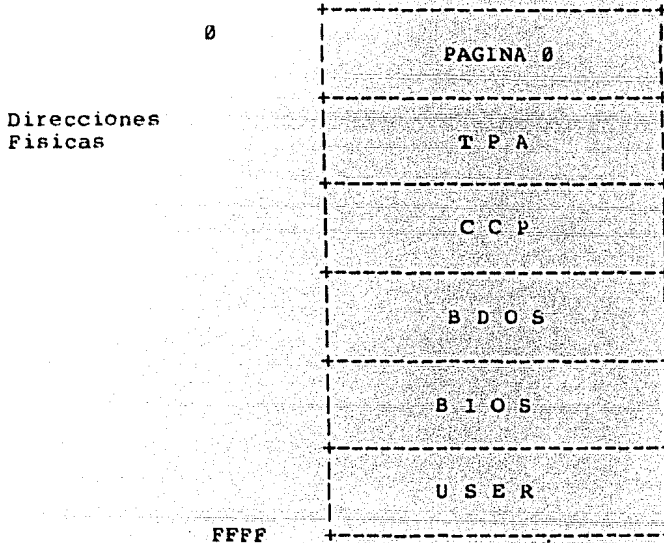 0
PAGINA 0
Direcciones
Fisicas
T P A
C C P
B D O S
B I O S
U S E R
FFFF